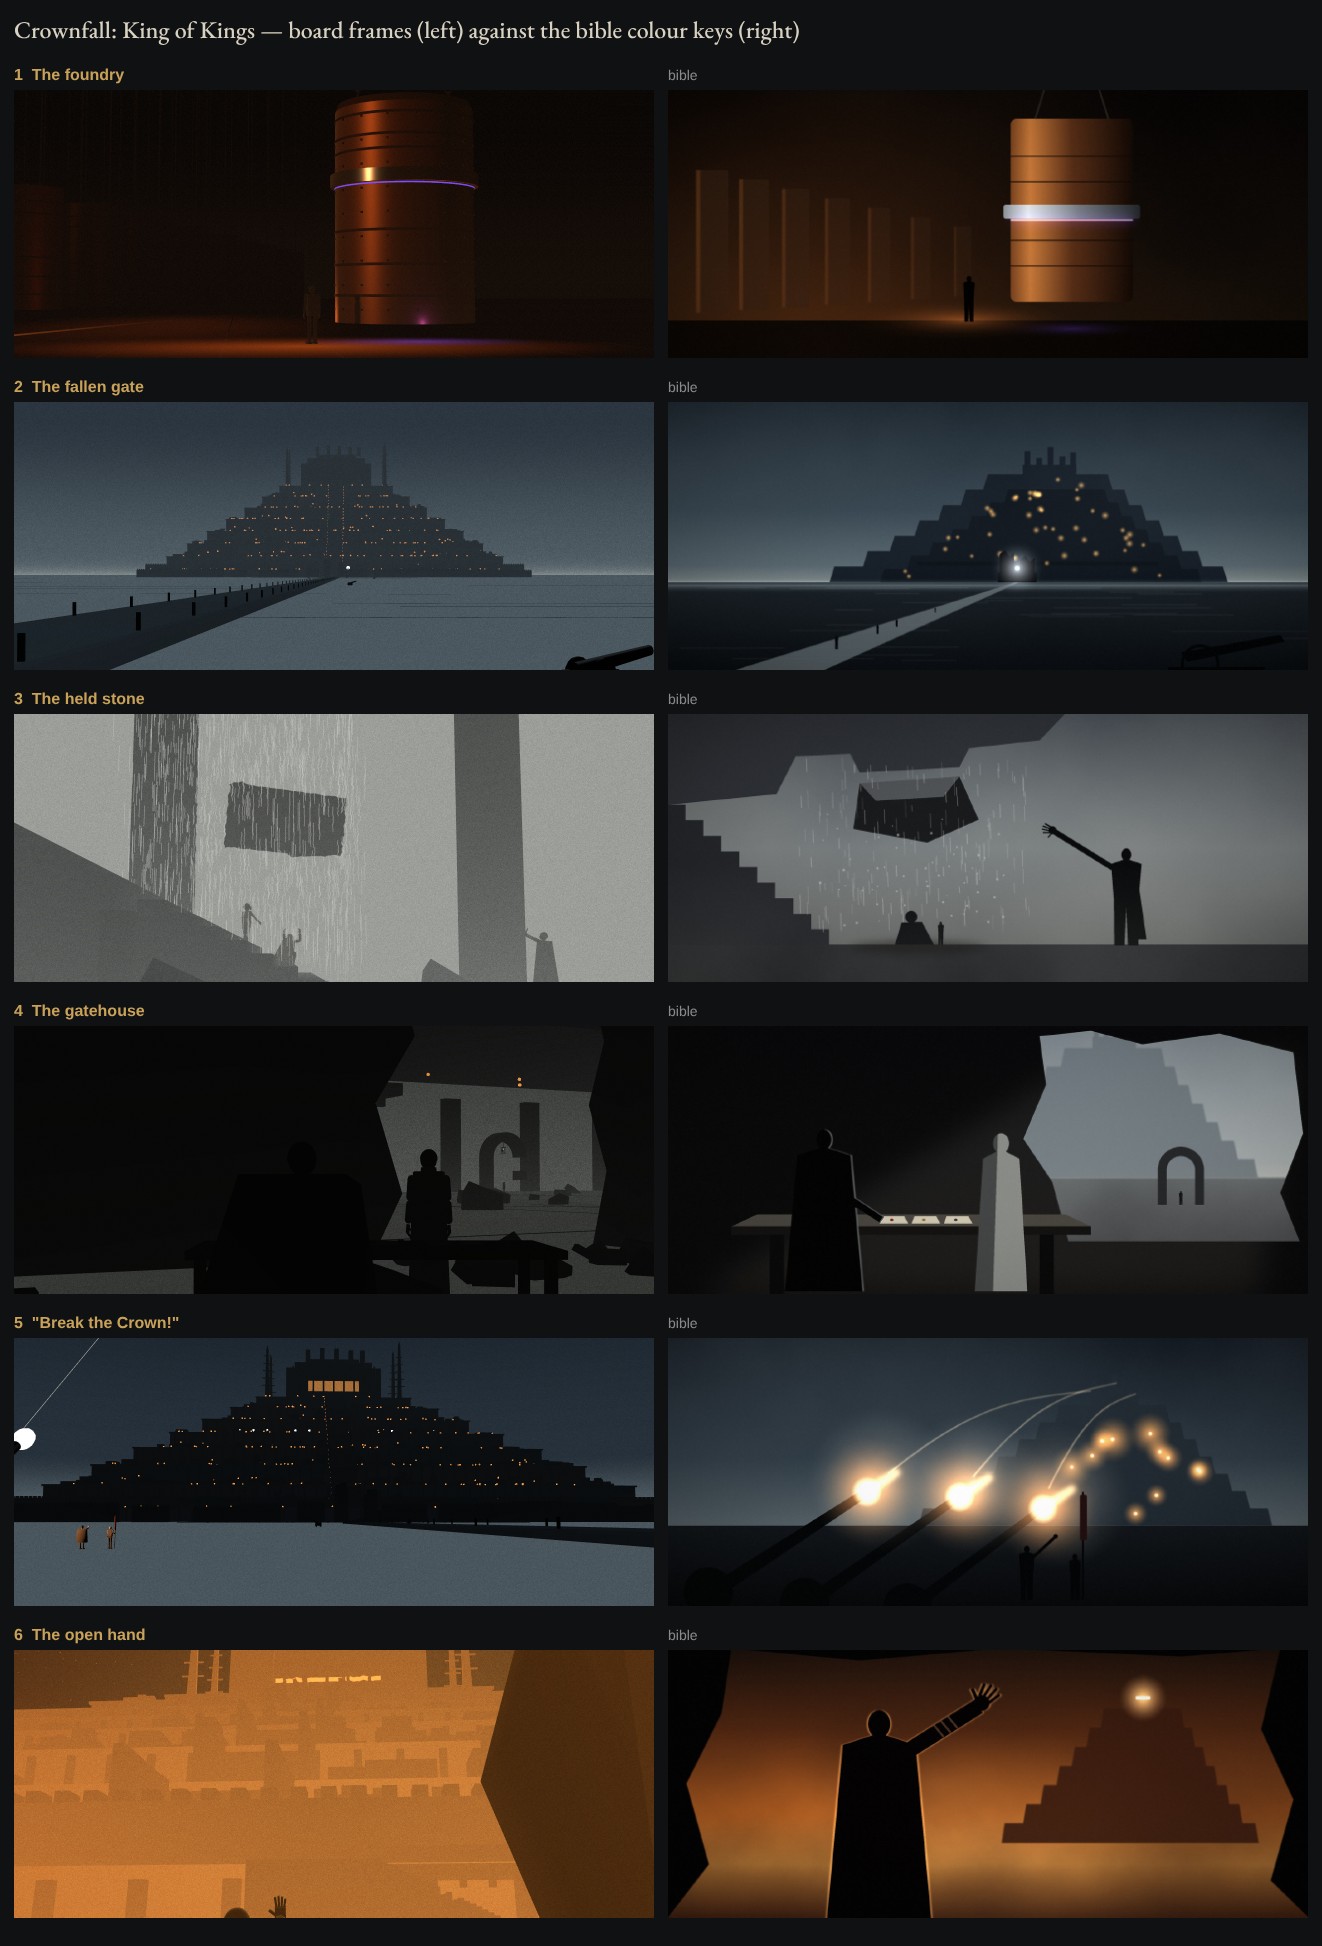 Crownfall: King of Kings — board frames (left) against the bible colour keys (right)
1 The foundry
bible
2 The fallen gate
bible
3 The held stone
bible
4 The gatehouse
bible
5 "Break the Crown!"
bible
6 The open hand
bible